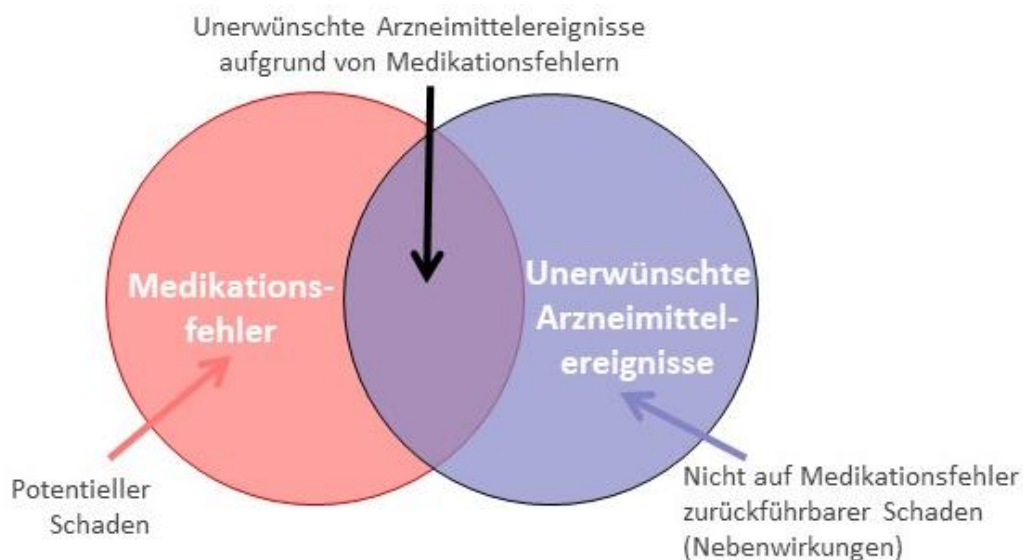 Unerwünschte Arzneimittelereignisse
aufgrund von Medikationsfehlern
Medikations-
fehler
Unerwünschte
Arzneimittel-
ereignisse
Potentieller
Schaden
Nicht auf Medikationsfehler
zurückführbarer Schaden
(Nebenwirkungen)